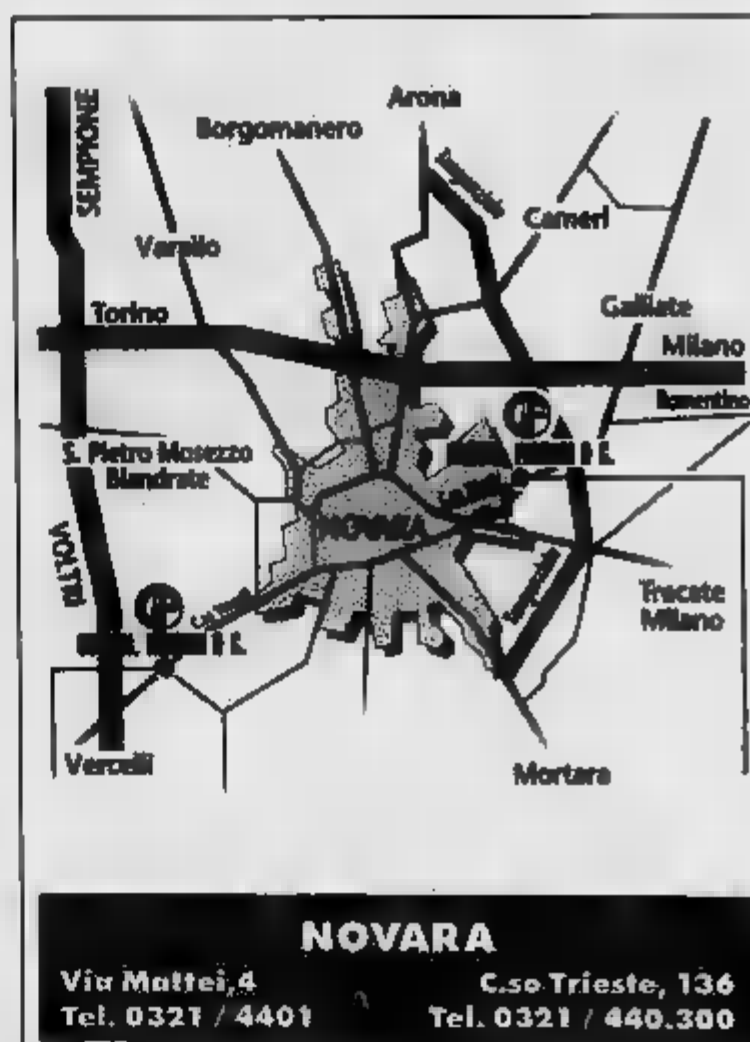 Arona
SEMPIONE
Borgomanero
Cameri
Varallo
Torino
Galliate
Milano
Romentino
S. Pietro Mosezzo
Biandrate
NOVARA
VOLTRI
Trecate
Milano
Vercelli
Mortara
NOVARA
Via Mattei,4
C.so Trieste, 136
Tel. 0321 / 4401
Tel. 0321 / 440.300